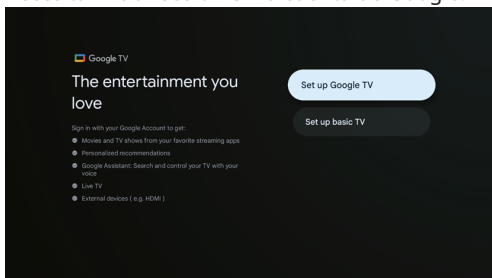 Google TV
The entertainment you
love
Sign in with your Google Account to get:
Movies and TV shows from your favorite streaming apps
Personalized recommendations
Google Assistant: Search and control your TV with your
voice
Live TV
External devices ( e.g. HDMI )
Set up Google TV
Set up basic TV